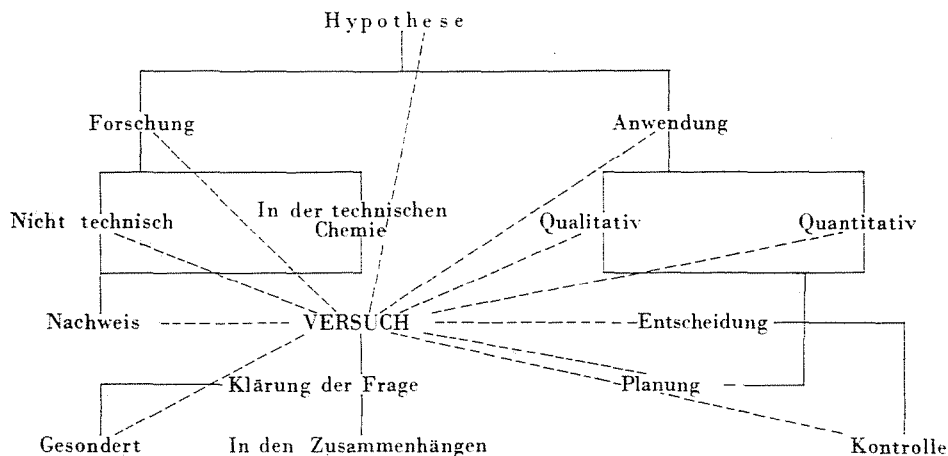 Hypothese
Forschung
Anwendung
Nicht technisch
In der technischen
Chemie
Qualitativ
Quantitativ
Nachweis
VERSUCH
Entscheidung
Klärung der Frage
Planung
Gesondert
In den Zusammenhängen
Kontrolle